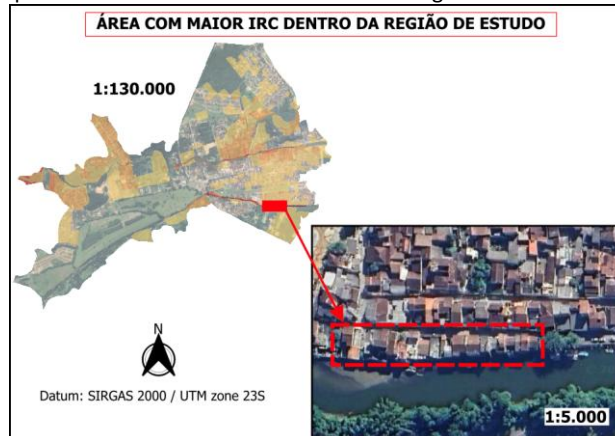 ÁREA COM MAIOR IRC DENTRO DA REGIÃO DE ESTUDO
1:130.000
N
Datum: SIRGAS 2000 / UTM zone 23S
1:5.000